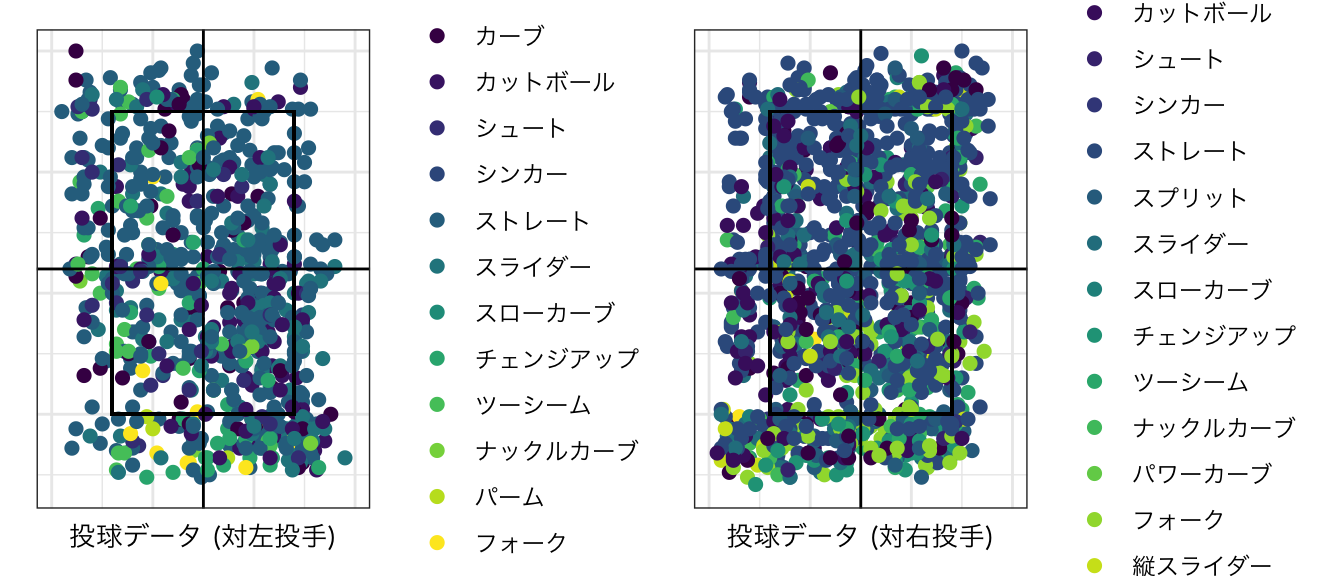 カーブ
カットボール
シュート
シンカー
ストレート
スライダー
スローカーブ
チェンジアップ
ツーシーム
ナックルカーブ
パーム
フォーク
投球データ (対左投手)
カットボール
シュート
シンカー
ストレート
スプリット
スライダー
スローカーブ
チェンジアップ
ツーシーム
ナックルカーブ
パワーカーブ
フォーク
縦スライダー
投球データ (対右投手)